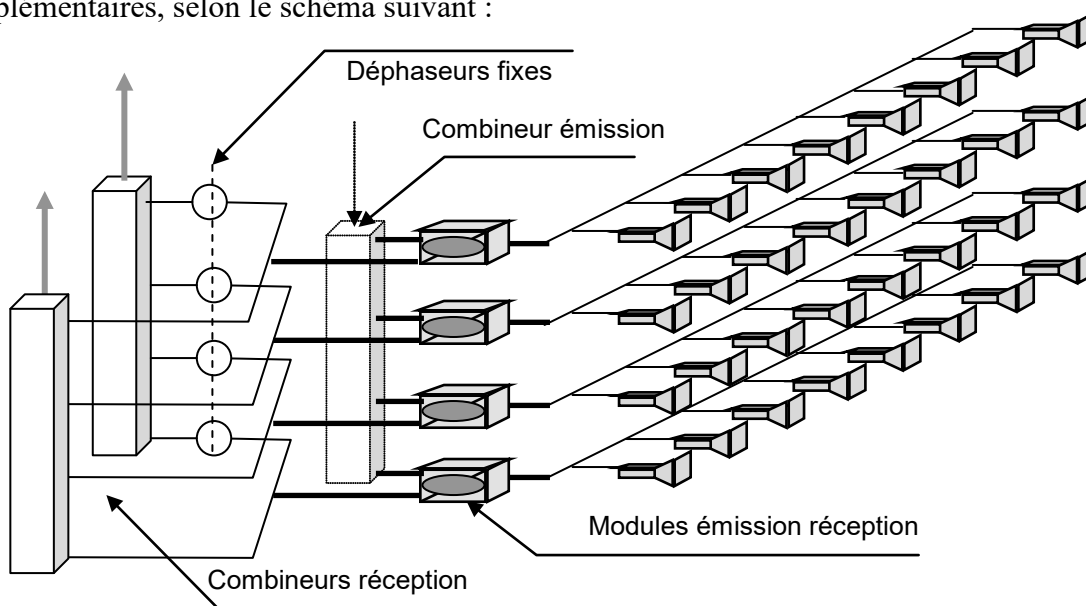 plémentaires, selon le schéma suivant :
Déphaseurs fixes
Combineur émission
Modules émission réception
Combineurs réception